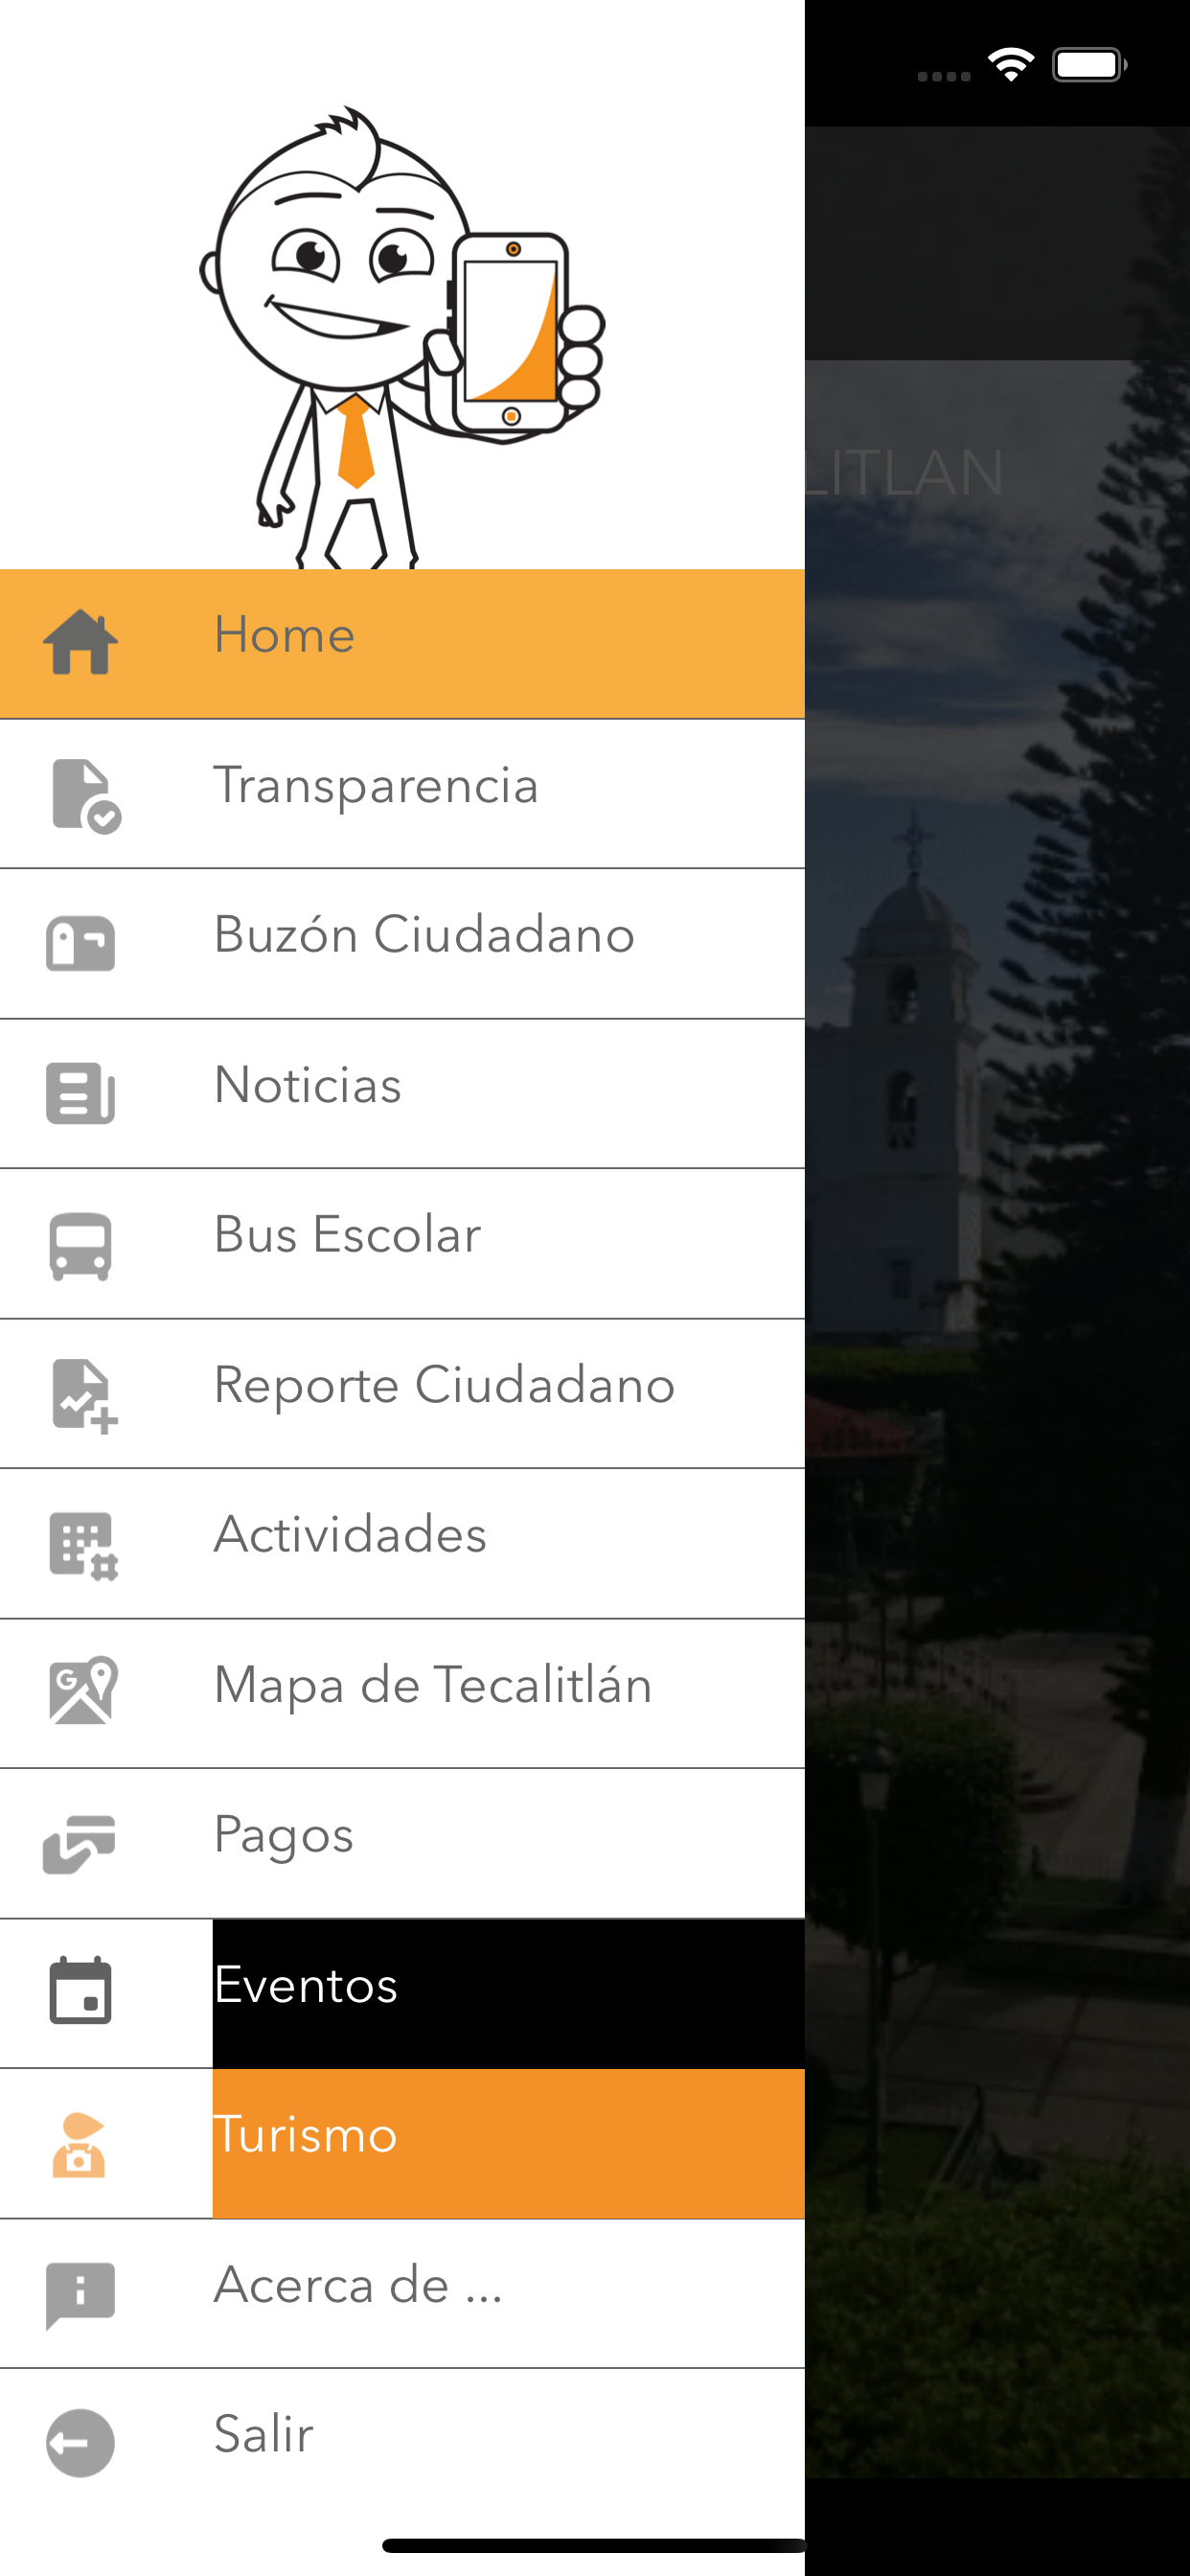 LITLAN
Home
Transparencia
Buzón Ciudadano
Noticias
Bus Escolar
Reporte Ciudadano
Actividades
Mapa de Tecalitlán
G
Pagos
Eventos
Turismo
Acerca de ...
Salir